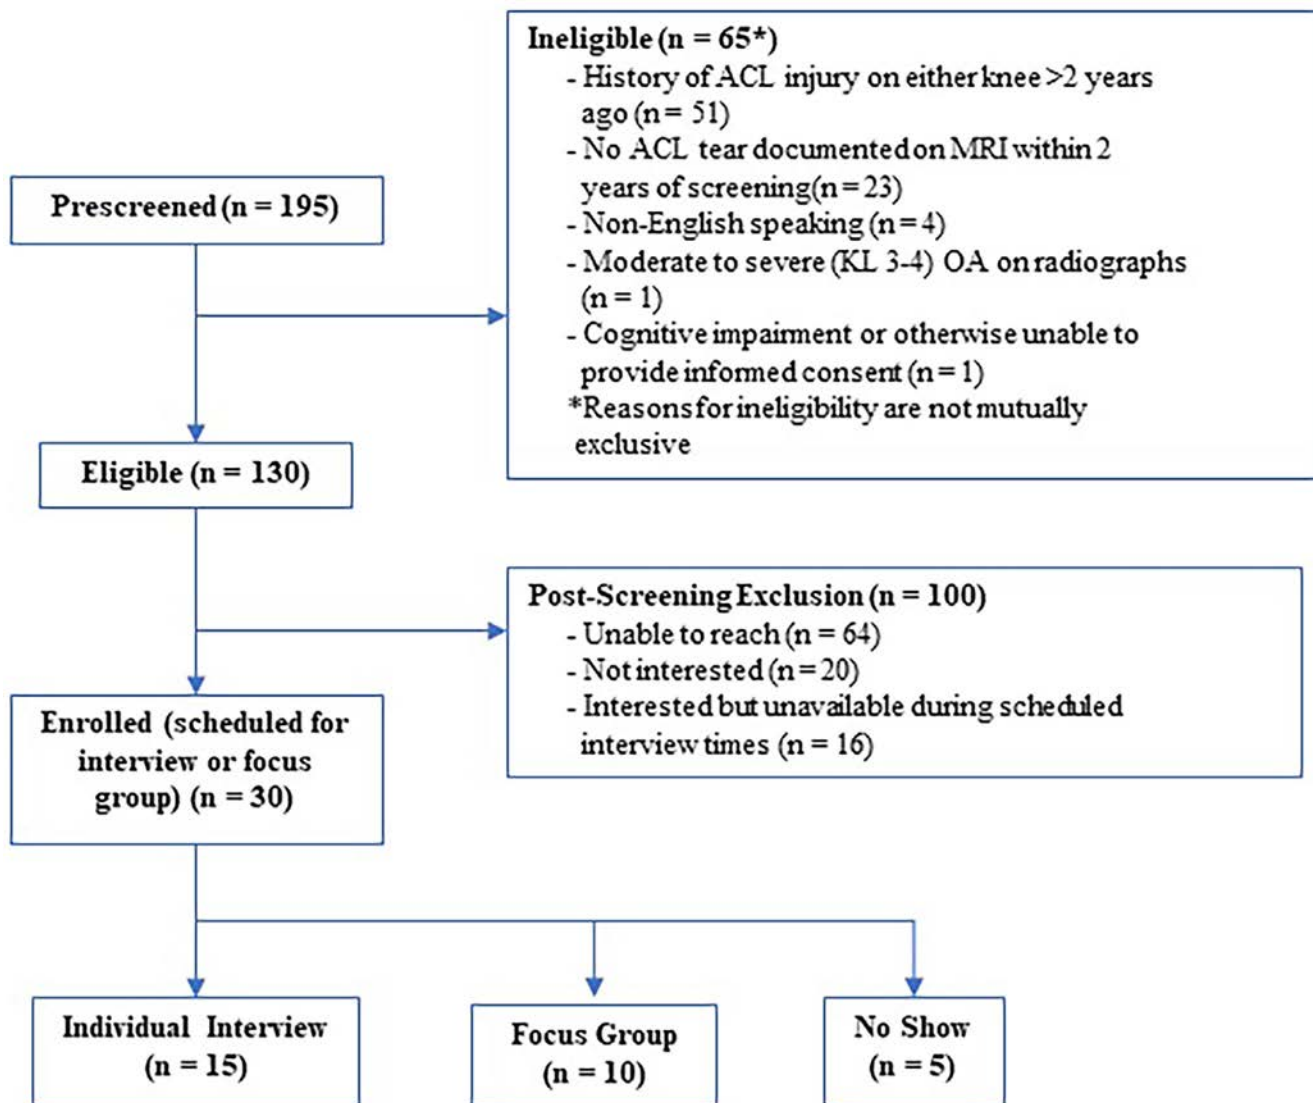 Prescreened (n = 195)
Ineligible (n = 65*)
- History of ACL injury on either knee >2 years
ago (n = 51)
- No ACL tear documented on MRI within 2
years of screening (n = 23)
- Non-English speaking (n = 4)
- Moderate to severe (KL 3-4) OA on radiographs
(n = 1)
- Cognitive impairment or otherwise unable to
provide informed consent (n = 1)
*Reasons for ineligibility are not mutually
exclusive
Eligible (n = 130)
Post-Screening Exclusion (n = 100)
- Unable to reach (n = 64)
- Not interested (n = 20)
- Interested but unavailable during scheduled
interview times (n = 16)
Enrolled (scheduled for
interview or focus
group) (n = 30)
Individual Interview
(n = 15)
Focus Group
(n = 10)
No Show
(n = 5)